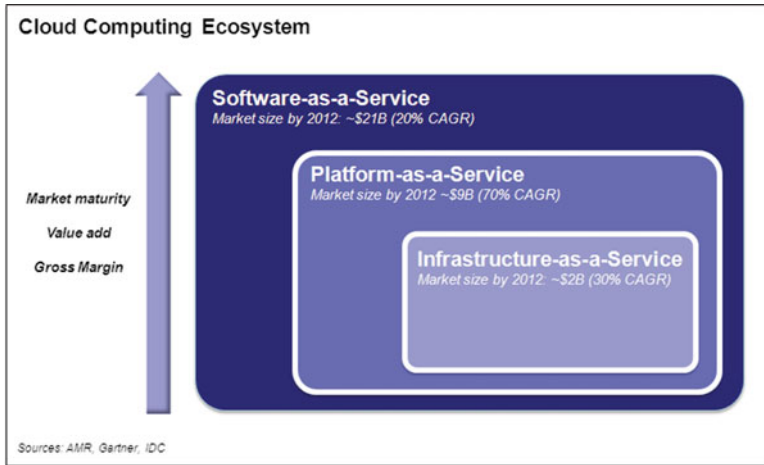 Cloud Computing Ecosystem
Software-as-a-Service
Market size by 2012: ~$21B (20% CAGR)
Platform-as-a-Service
Market size by 2012 ~$9B (70% CAGR)
Market maturity
Value add
Gross Margin
Infrastructure-as-a-Service
Market size by 2012: ~$2B (30% CAGR)
Sources: AMR, Gartner, IDC